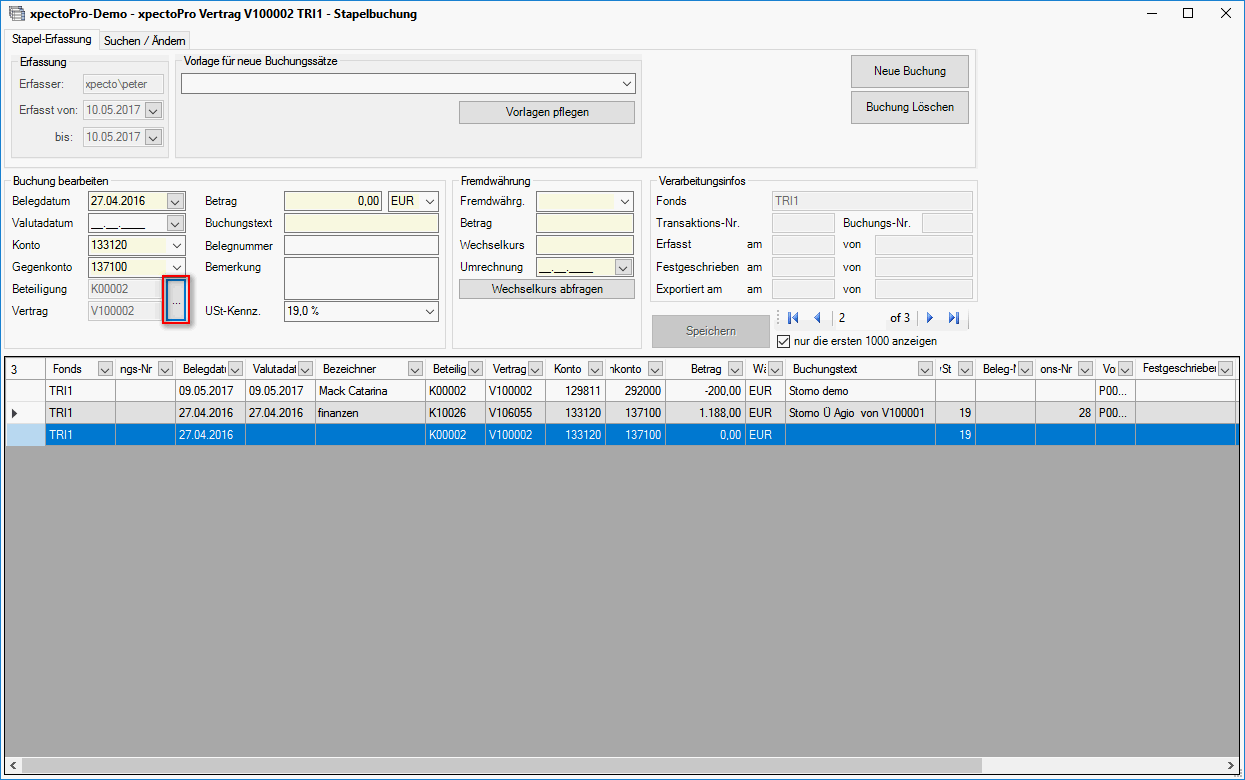 xpectoPro-Demo - xpectoPro Vertrag V100002 TRI1 - Stapelbuchung
Stapel-Erfassung Suchen / Ändern
Erfassung
Erfasser: xpecto\peter
Erfasst von: 10.05.2017
bis: 10.05.2017
Vorlage für neue Buchungssätze
Vorlagen pflegen
Neue Buchung
Buchung Löschen
Buchung bearbeiten
Belegdatum 27.04.2016
Valutadatum __.__.____
Konto 133120
Gegenkonto 137100
Beteiligung K00002
Vertrag V100002
...
Betrag 0,00 EUR
Buchungstext
Belegnummer
Bemerkung
USt-Kennz. 19,0 %
Fremdwährung
Fremdwährg.
Betrag
Wechselkurs
Umrechnung __.__.____
Wechselkurs abfragen
Verarbeitungsinfos
Fonds TRI1
Transaktions-Nr. Buchungs-Nr.
Erfasst am von
Festgeschrieben am von
Exportiert am am von
Speichern
2 of 3
nur die ersten 1000 anzeigen
3 Fonds ngs-Nr Belegdatu Valutadat Bezeichner Beteilig Vertrag Konto nkonto Betrag Wä Buchungstext St Beleg-N ons-Nr Vo Festgeschrieben
TRI1 09.05.2017 09.05.2017 Mack Catarina K00002 V100002 129811 292000 -200,00 EUR Storno demo P00...
TRI1 27.04.2016 27.04.2016 finanzen K10026 V106055 133120 137100 1.188,00 EUR Storno Ü Agio von V100001 19 28 P00...
TRI1 27.04.2016 K00002 V100002 133120 137100 0,00 EUR 19